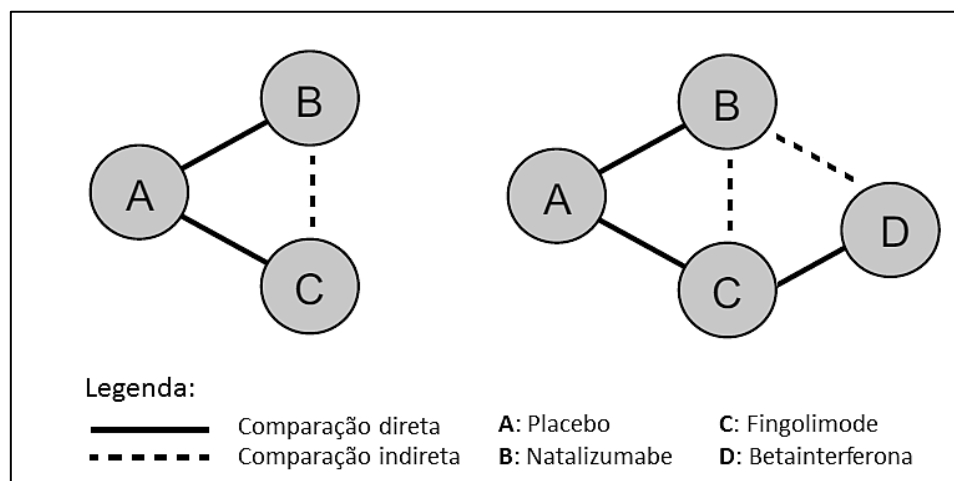 B
A
C
B
A
D
C
Legenda:
Comparação direta
A: Placebo
C: Fingolimode
Comparação indireta
B: Natalizumabe
D: Betainterferona